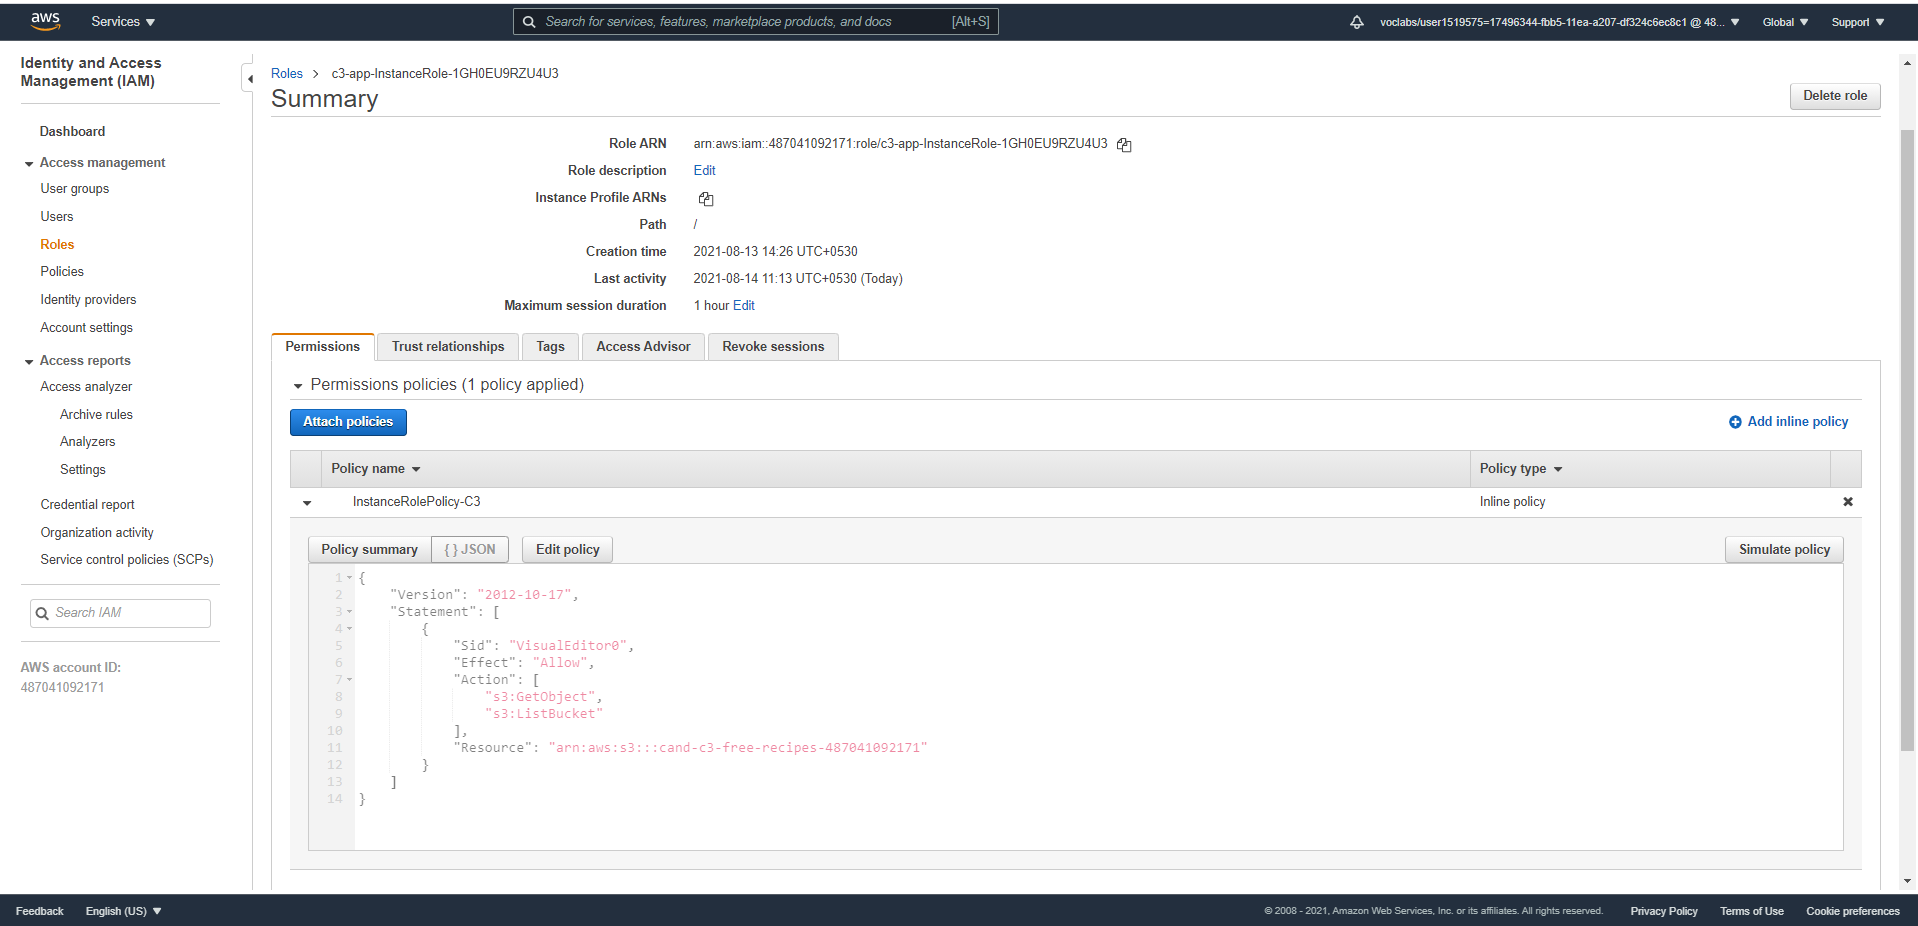 aws Services Search for services, features, marketplace products, and docs [Alt+S] voclabs/user1519575=17496344-fbb5-11ea-a207-df324c6ec8c1 @ 48... Global Support
Identity and Access
Management (IAM)
Dashboard
Access management
User groups
Users
Roles
Policies
Identity providers
Account settings
Access reports
Access analyzer
Archive rules
Analyzers
Settings
Credential report
Organization activity
Service control policies (SCPs)
Search IAM
AWS account ID:
487041092171
Roles > c3-app-InstanceRole-1GH0EU9RZU4U3
Summary
Delete role
Role ARN arn:aws:iam::487041092171:role/c3-app-InstanceRole-1GH0EU9RZU4U3
Role description Edit
Instance Profile ARNs
Path /
Creation time 2021-08-13 14:26 UTC+0530
Last activity 2021-08-14 11:13 UTC+0530 (Today)
Maximum session duration 1 hour Edit
Permissions Trust relationships Tags Access Advisor Revoke sessions
Permissions policies (1 policy applied)
Attach policies Add inline policy
Policy name Policy type
InstanceRolePolicy-C3 Inline policy
Policy summary { } JSON Edit policy Simulate policy
1 {
2 "Version": "2012-10-17",
3 "Statement": [
4 {
5 "Sid": "VisualEditor0",
6 "Effect": "Allow",
7 "Action": [
8 "s3:GetObject",
9 "s3:ListBucket"
10 ],
11 "Resource": "arn:aws:s3:::cand-c3-free-recipes-487041092171"
12 }
13 ]
14 }
Feedback English (US) © 2008 - 2021, Amazon Web Services, Inc. or its affiliates. All rights reserved. Privacy Policy Terms of Use Cookie preferences